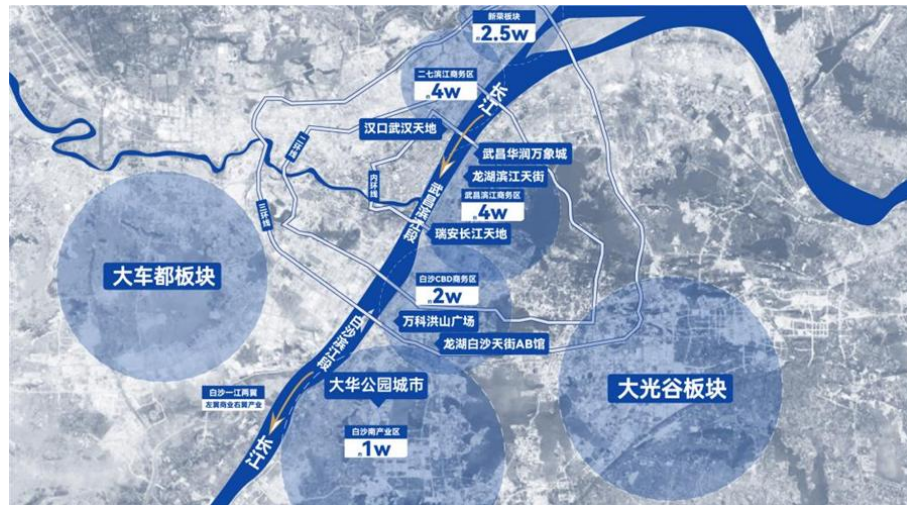 新荣板块
约2.5w
二七滨江商务区
约4w
长江
汉口武汉天地
二环线
武昌华润万象城
龙湖滨江天街
内环线
三环线
武昌滨江商务区
约4w
武昌滨江段
瑞安长江天地
大车都板块
白沙CBD商务区
约2w
万科洪山广场
白沙滨江段
龙湖白沙天街AB馆
大华公园城市
大光谷板块
白沙一江两翼
左翼商业右翼产业
白沙南产业区
约1w
长江